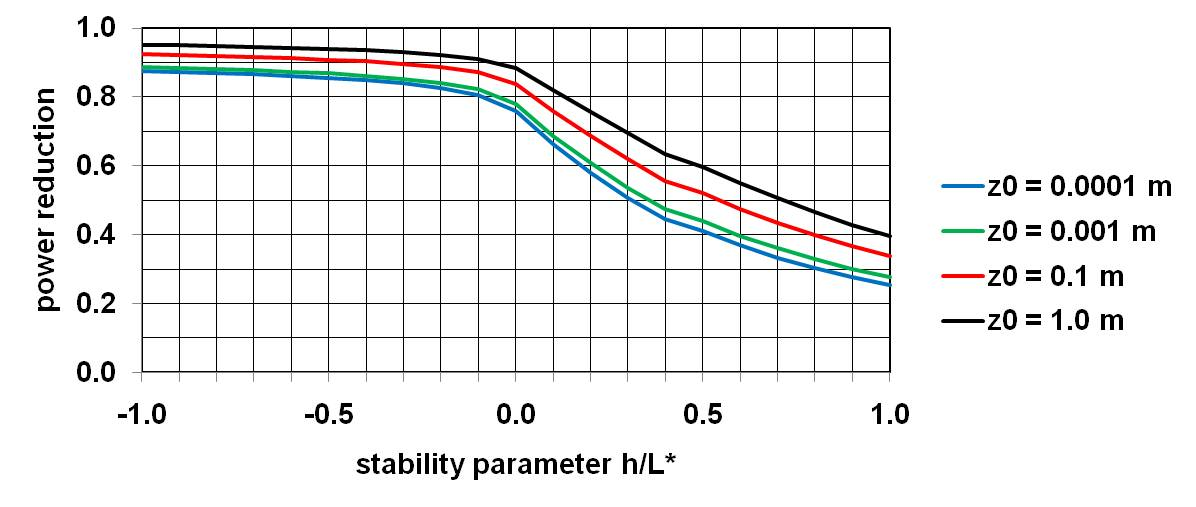 1.0
0.8
0.6
0.4
0.2
0.0
power reduction
-1.0 -0.5 0.0 0.5 1.0
stability parameter h/L*
z0 = 0.0001 m
z0 = 0.001 m
z0 = 0.1 m
z0 = 1.0 m